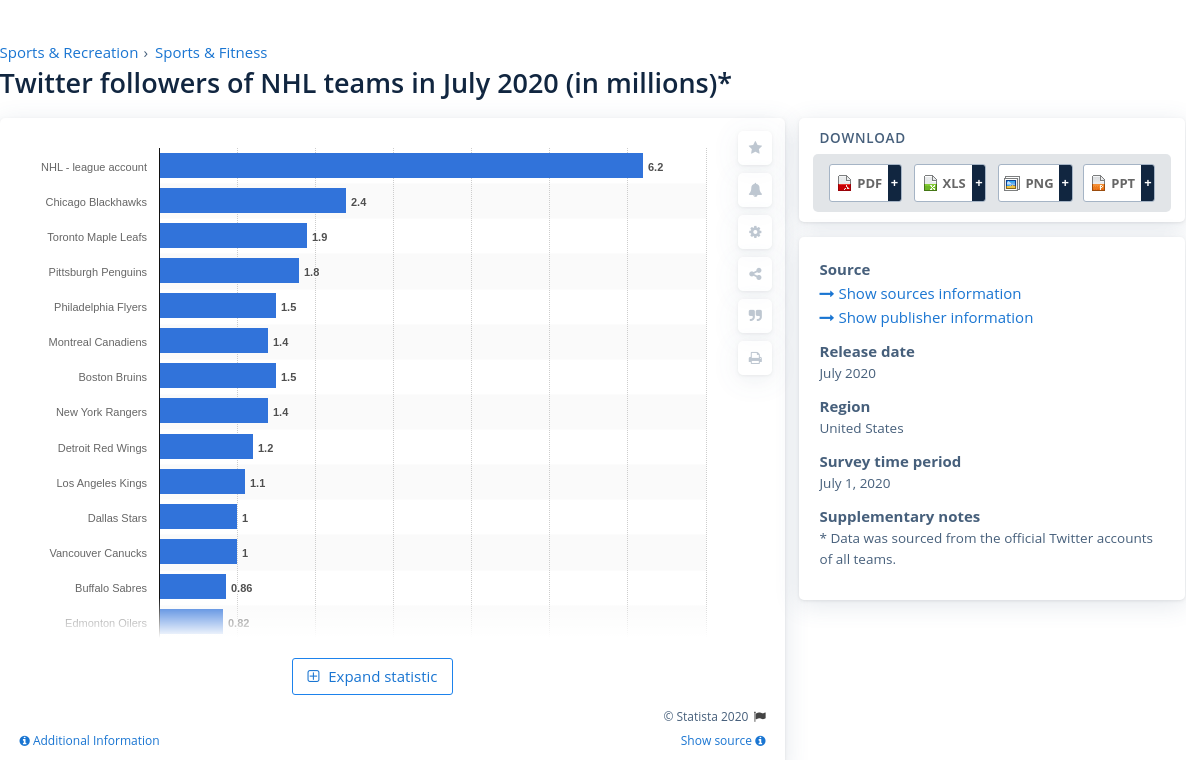 Sports & Recreation › Sports & Fitness
Twitter followers of NHL teams in July 2020 (in millions)*
NHL - league account 6.2
Chicago Blackhawks 2.4
Toronto Maple Leafs 1.9
Pittsburgh Penguins 1.8
Philadelphia Flyers 1.5
Montreal Canadiens 1.4
Boston Bruins 1.5
New York Rangers 1.4
Detroit Red Wings 1.2
Los Angeles Kings 1.1
Dallas Stars 1
Vancouver Canucks 1
Buffalo Sabres 0.86
Edmonton Oilers 0.82
Expand statistic
© Statista 2020
Additional Information
Show source
DOWNLOAD
PDF + XLS + PNG + PPT +
Source
Show sources information
Show publisher information
Release date
July 2020
Region
United States
Survey time period
July 1, 2020
Supplementary notes
* Data was sourced from the official Twitter accounts
of all teams.